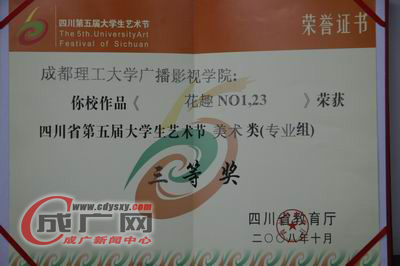 四川第五届大学生艺术节
The 5th.UniversityArt
Festival of Sichuan
荣誉证书
成都理工大学广播影视学院:
你校作品《 花趣NO1,23 》荣获
四川省第五届大学生艺术节 美术 类(专业组)
三等奖
四川省教育厅
二〇〇八年十月
www.cdysxy.com
成广网
成广新闻中心